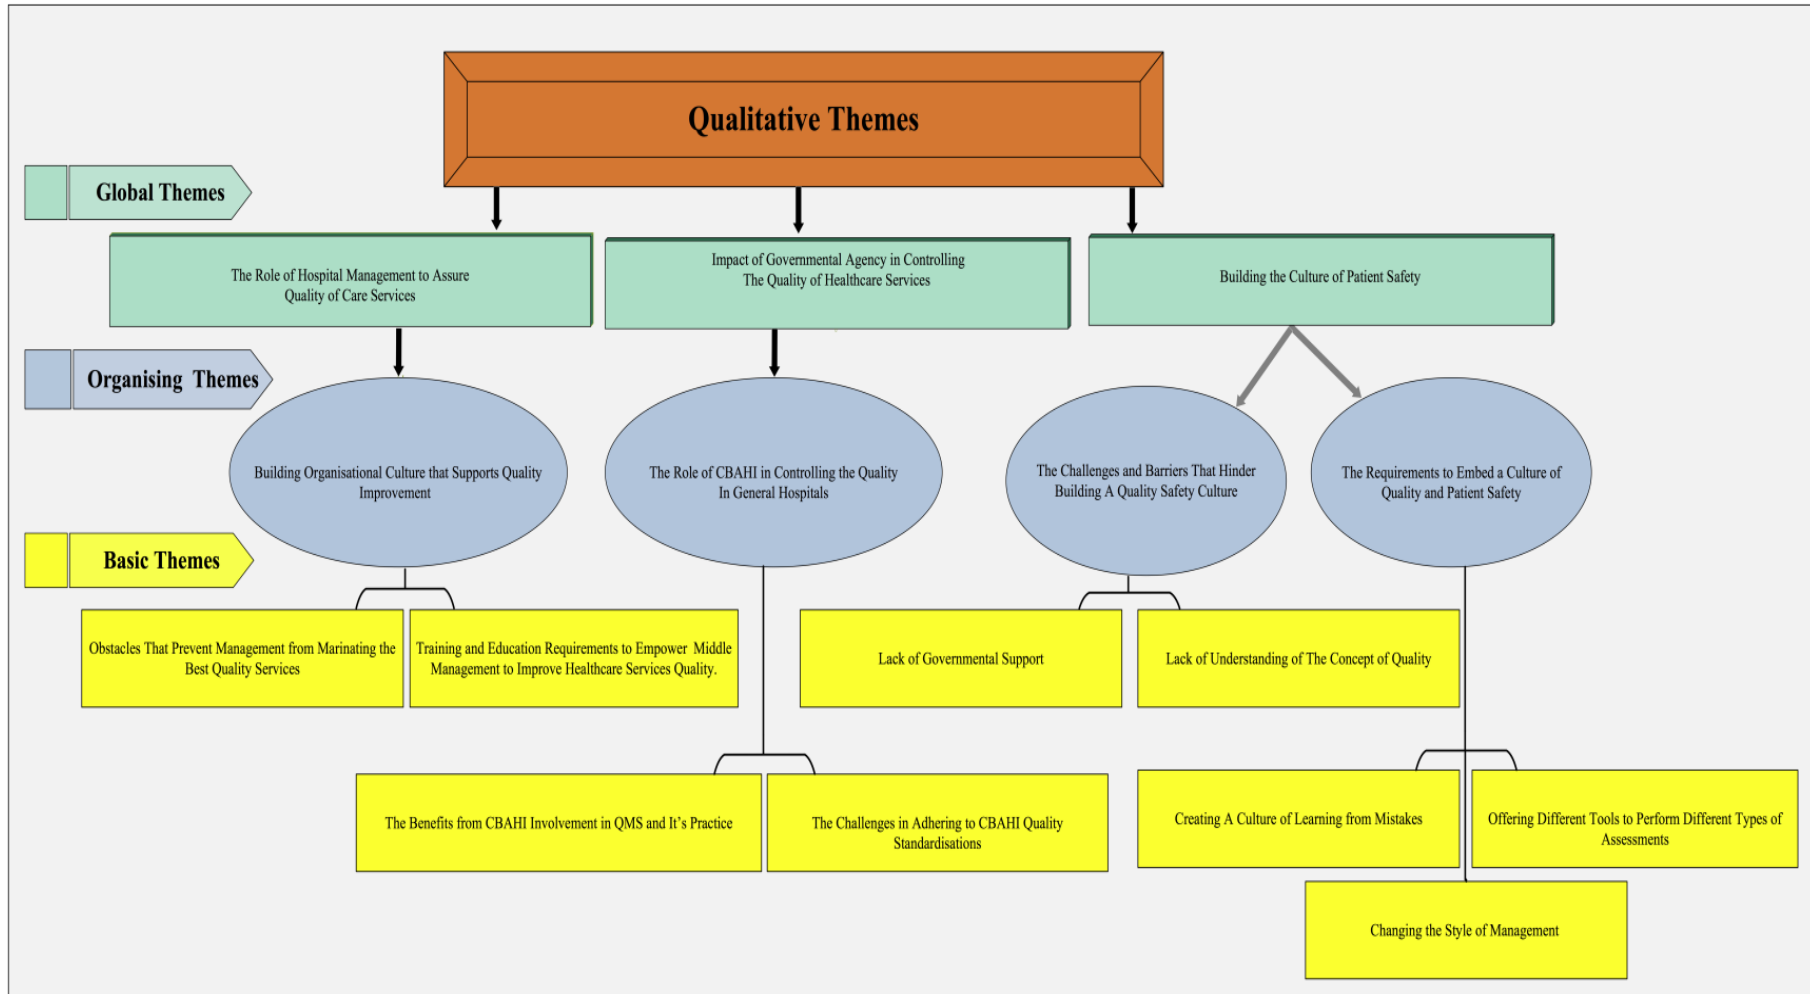 Qualitative Themes
Global Themes
The Role of Hospital Management to Assure
Quality of Care Services
Impact of Governmental Agency in Controlling
The Quality of Healthcare Services
Building the Culture of Patient Safety
Organising Themes
Building Organisational Culture that Supports Quality
Improvement
The Role of CBAHI in Controlling the Quality
In General Hospitals
The Challenges and Barriers That Hinder
Building A Quality Safety Culture
The Requirements to Embed a Culture of
Quality and Patient Safety
Basic Themes
Obstacles That Prevent Management from Marinating the
Best Quality Services
Training and Education Requirements to Empower Middle
Management to Improve Healthcare Services Quality.
Lack of Governmental Support
Lack of Understanding of The Concept of Quality
The Benefits from CBAHI Involvement in QMS and It's Practice
The Challenges in Adhering to CBAHI Quality
Standardisations
Creating A Culture of Learning from Mistakes
Offering Different Tools to Perform Different Types of
Assessments
Changing the Style of Management